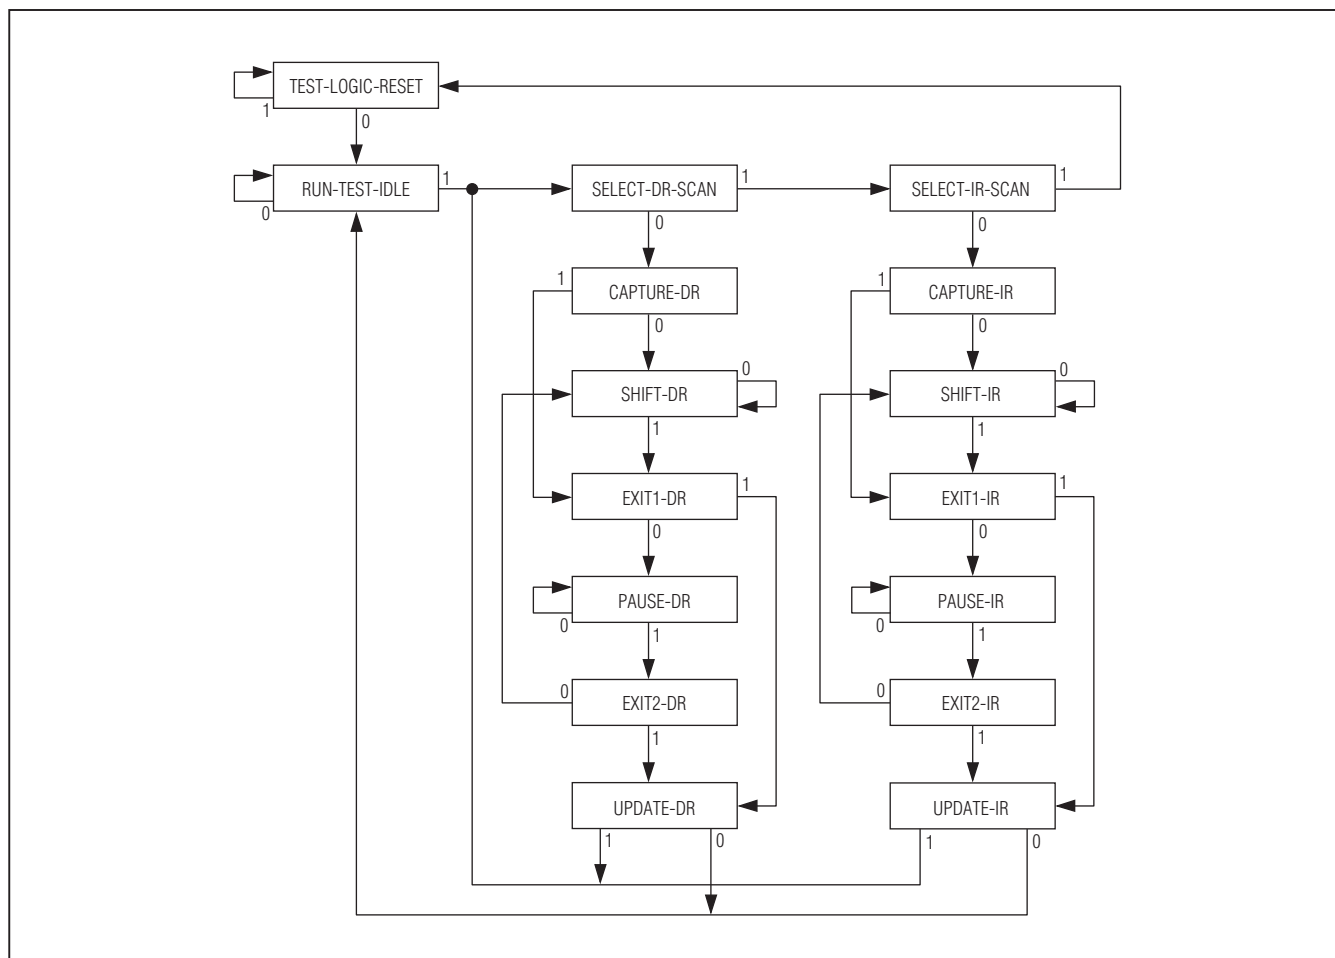 TEST-LOGIC-RESET
1
0
RUN-TEST-IDLE
1
0
SELECT-DR-SCAN
1
0
SELECT-IR-SCAN
1
0
1
CAPTURE-DR
0
1
CAPTURE-IR
0
SHIFT-DR
0
1
SHIFT-IR
0
1
EXIT1-DR
1
0
EXIT1-IR
1
0
PAUSE-DR
0
1
PAUSE-IR
0
1
0
EXIT2-DR
1
0
EXIT2-IR
1
UPDATE-DR
1
0
UPDATE-IR
1
0